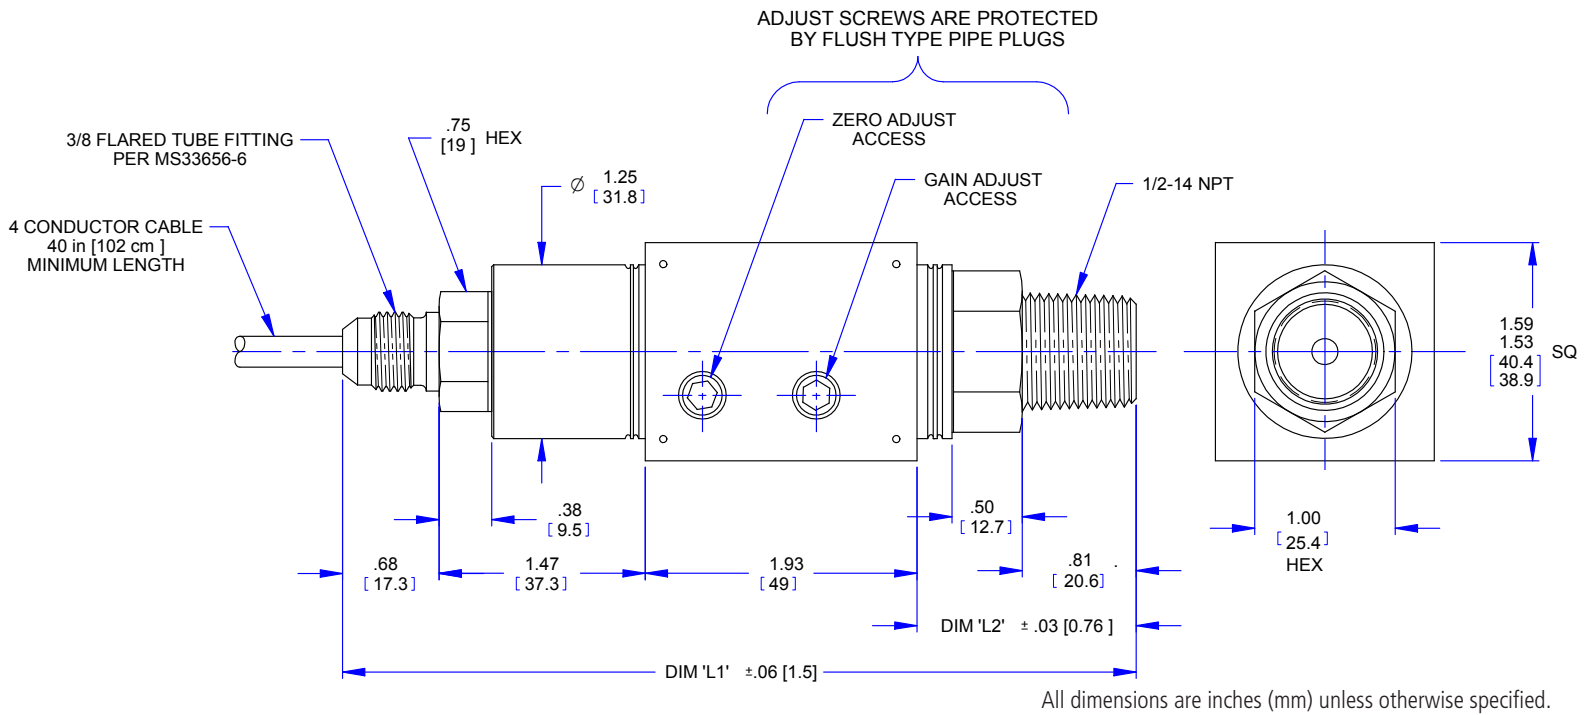 ADJUST SCREWS ARE PROTECTED
BY FLUSH TYPE PIPE PLUGS
ZERO ADJUST
ACCESS
GAIN ADJUST
ACCESS
1/2-14 NPT
.75
[19 ] HEX
3/8 FLARED TUBE FITTING
PER MS33656-6
Ø 1.25
[ 31.8 ]
4 CONDUCTOR CABLE
40 in [102 cm ]
MINIMUM LENGTH
1.59
1.53
[ 40.4 ]
38.9
SQ
.38
[ 9.5 ]
.50
[ 12.7 ]
1.00
[ 25.4 ]
HEX
.68
[ 17.3 ]
1.47
[ 37.3 ]
1.93
[ 49 ]
.81
[ 20.6 ]
DIM 'L2' ± .03 [0.76 ]
DIM 'L1' ±.06 [1.5]
All dimensions are inches (mm) unless otherwise specified.